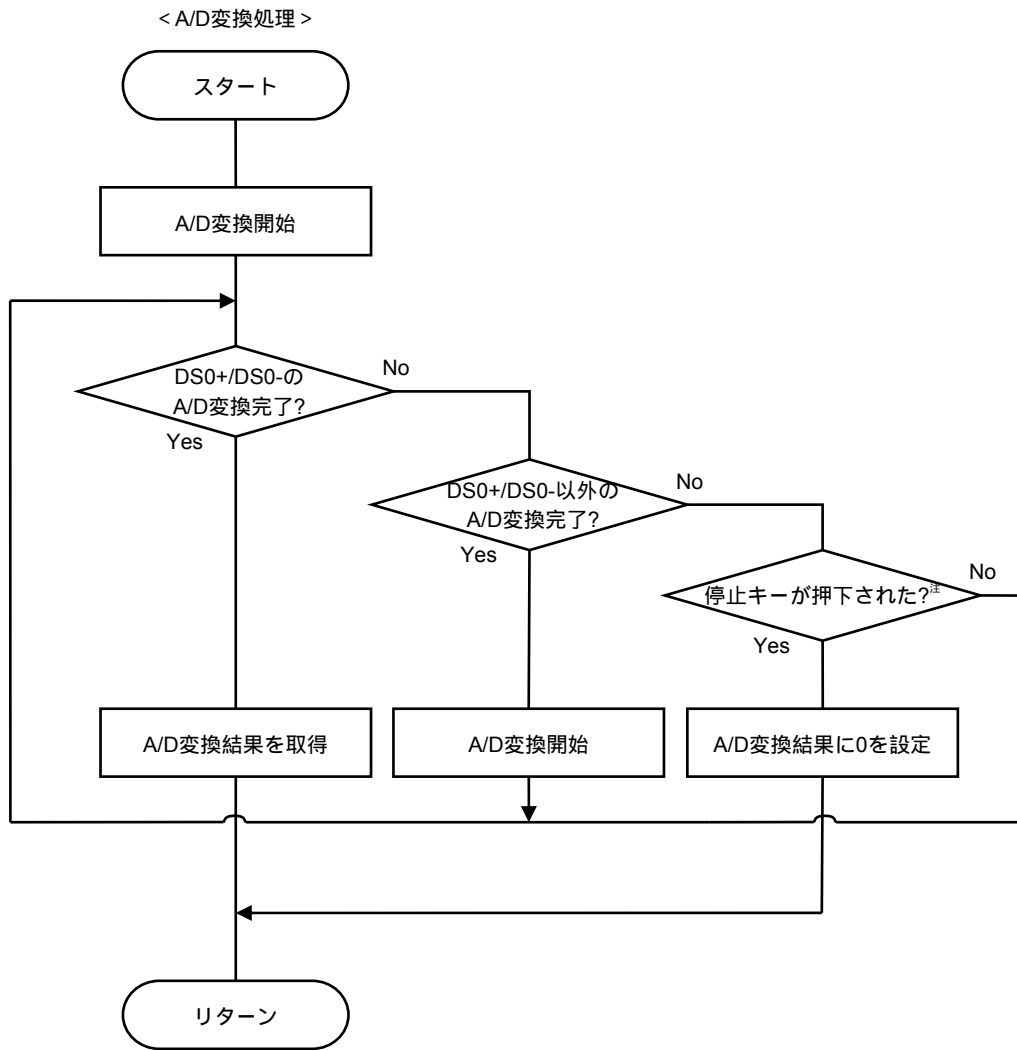 < A/D変換処理 >
スタート
A/D変換開始
DS0+/DS0-の
A/D変換完了?
No
Yes
DS0+/DS0-以外の
A/D変換完了?
No
Yes
停止キーが押下された?注
No
Yes
A/D変換結果を取得
A/D変換開始
A/D変換結果に0を設定
リターン